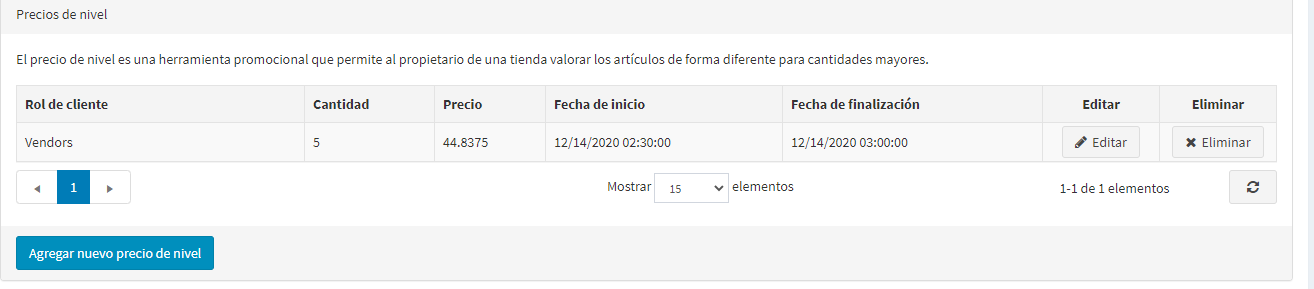 Precios de nivel
El precio de nivel es una herramienta promocional que permite al propietario de una tienda valorar los artículos de forma diferente para cantidades mayores.
Rol de cliente Cantidad Precio Fecha de inicio Fecha de finalización Editar Eliminar
Vendors 5 44.8375 12/14/2020 02:30:00 12/14/2020 03:00:00 Editar Eliminar
1 Mostrar 15 elementos 1-1 de 1 elementos
Agregar nuevo precio de nivel